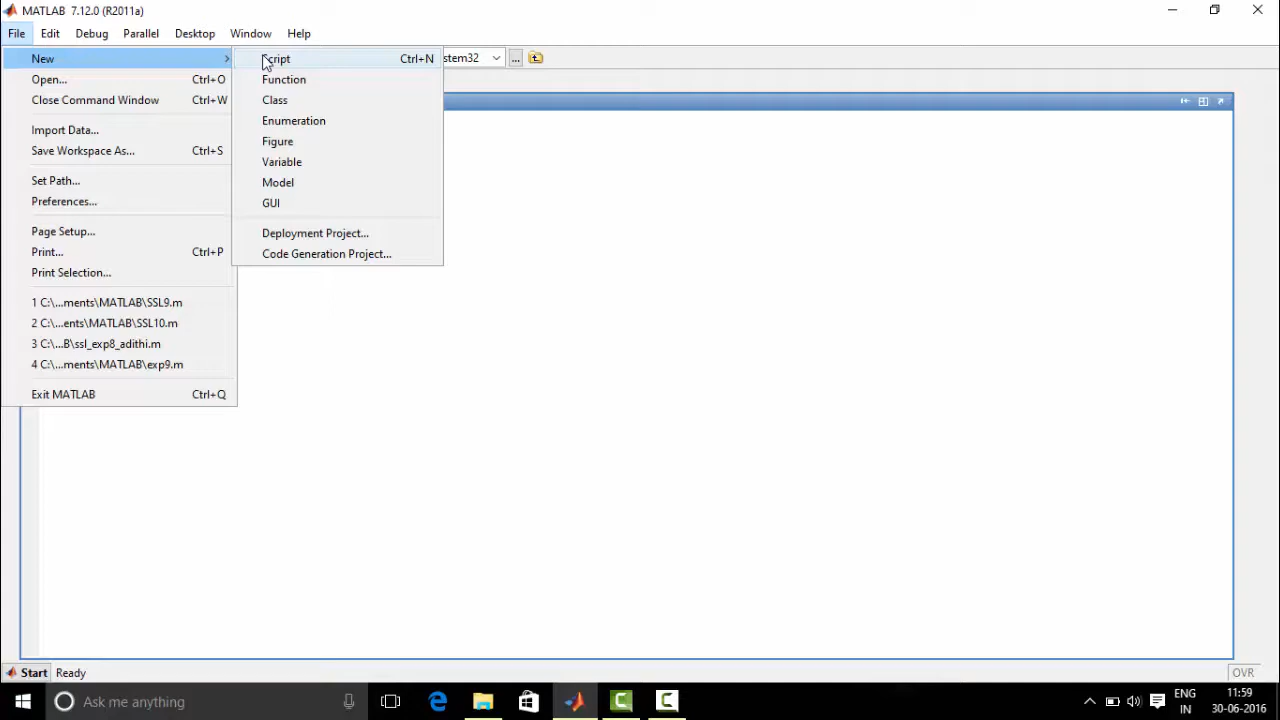 MATLAB 7.12.0 (R2011a)
File Edit Debug Parallel Desktop Window Help
New
Open... Ctrl+O
Close Command Window Ctrl+W
Import Data...
Save Workspace As... Ctrl+S
Set Path...
Preferences...
Page Setup...
Print... Ctrl+P
Print Selection...
1 C:\...ments\MATLAB\SSL9.m
2 C:\...ents\MATLAB\SSL10.m
3 C:\...B\ssl_exp8_adithi.m
4 C:\...ments\MATLAB\exp9.m
Exit MATLAB Ctrl+Q
Script Ctrl+N
Function
Class
Enumeration
Figure
Variable
Model
GUI
Deployment Project...
Code Generation Project...
stem32 ...
Start Ready
OVR
Ask me anything
ENG
IN
11:59
30-06-2016